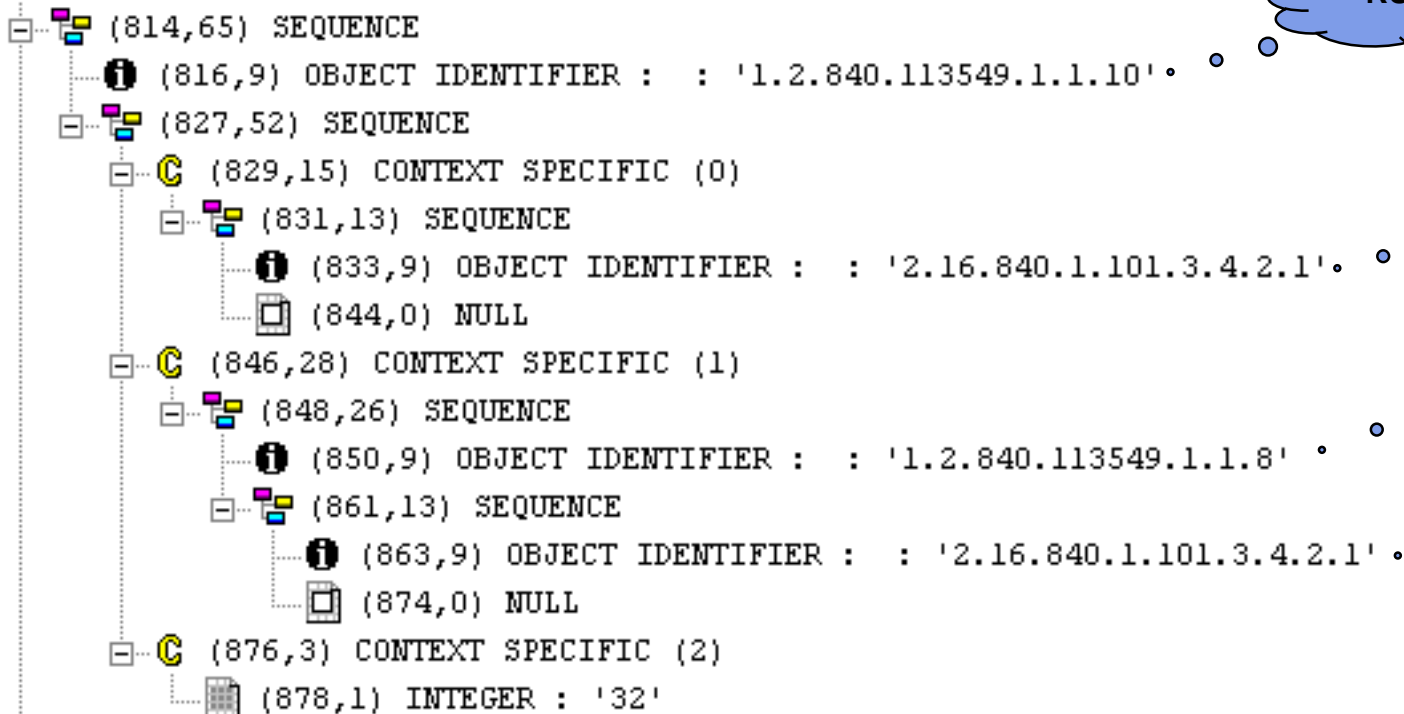 (814,65) SEQUENCE
(816,9) OBJECT IDENTIFIER : : '1.2.840.113549.1.1.10'
(827,52) SEQUENCE
C (829,15) CONTEXT SPECIFIC (0)
(831,13) SEQUENCE
(833,9) OBJECT IDENTIFIER : : '2.16.840.1.101.3.4.2.1'
(844,0) NULL
C (846,28) CONTEXT SPECIFIC (1)
(848,26) SEQUENCE
(850,9) OBJECT IDENTIFIER : : '1.2.840.113549.1.1.8'
(861,13) SEQUENCE
(863,9) OBJECT IDENTIFIER : : '2.16.840.1.101.3.4.2.1'
(874,0) NULL
C (876,3) CONTEXT SPECIFIC (2)
(878,1) INTEGER : '32'